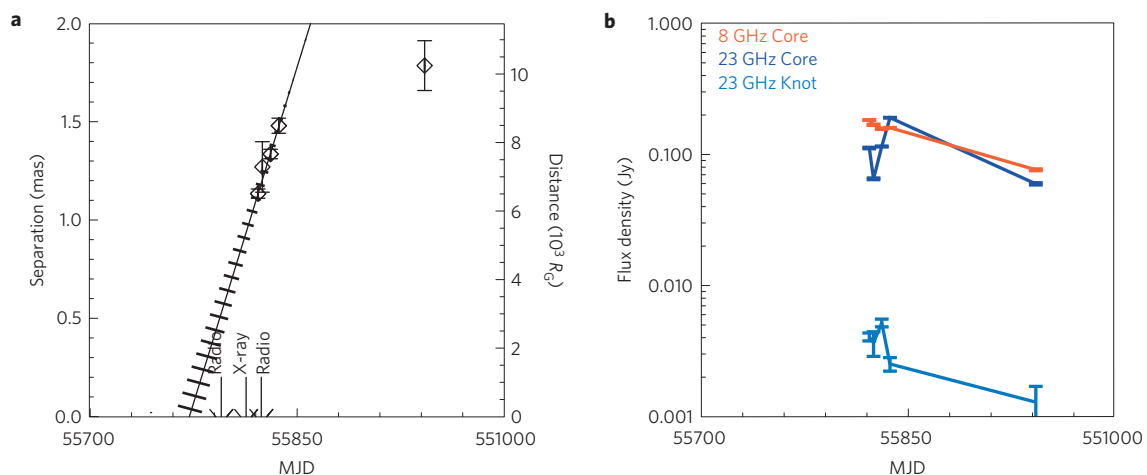 a
2.0
1.5
1.0
0.5
0.0
Separation (mas)
Radio
X-ray
Radio
10
8
6
4
2
0
Distance (10³ R_G)
55700
55850
551000
MJD
b
1.000
0.100
0.010
0.001
Flux density (Jy)
8 GHz Core
23 GHz Core
23 GHz Knot
55700
55850
551000
MJD